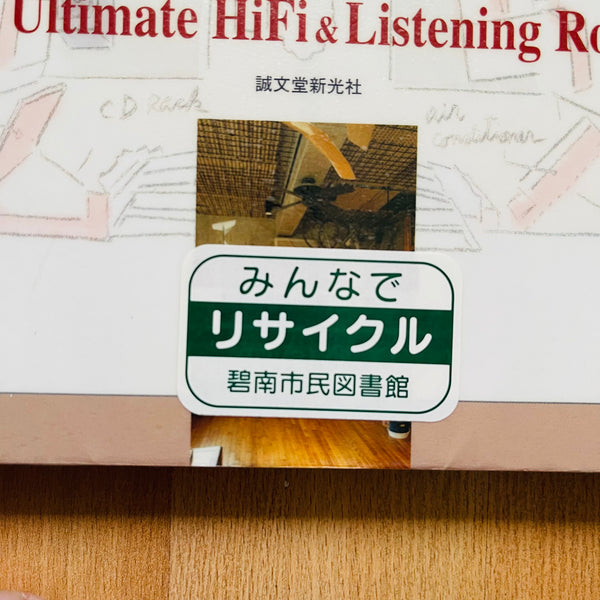 Ultimate HiFi & Listening Ro
誠文堂新光社
CD Rack
air
conditioner
みんなで
リサイクル
碧南市民図書館